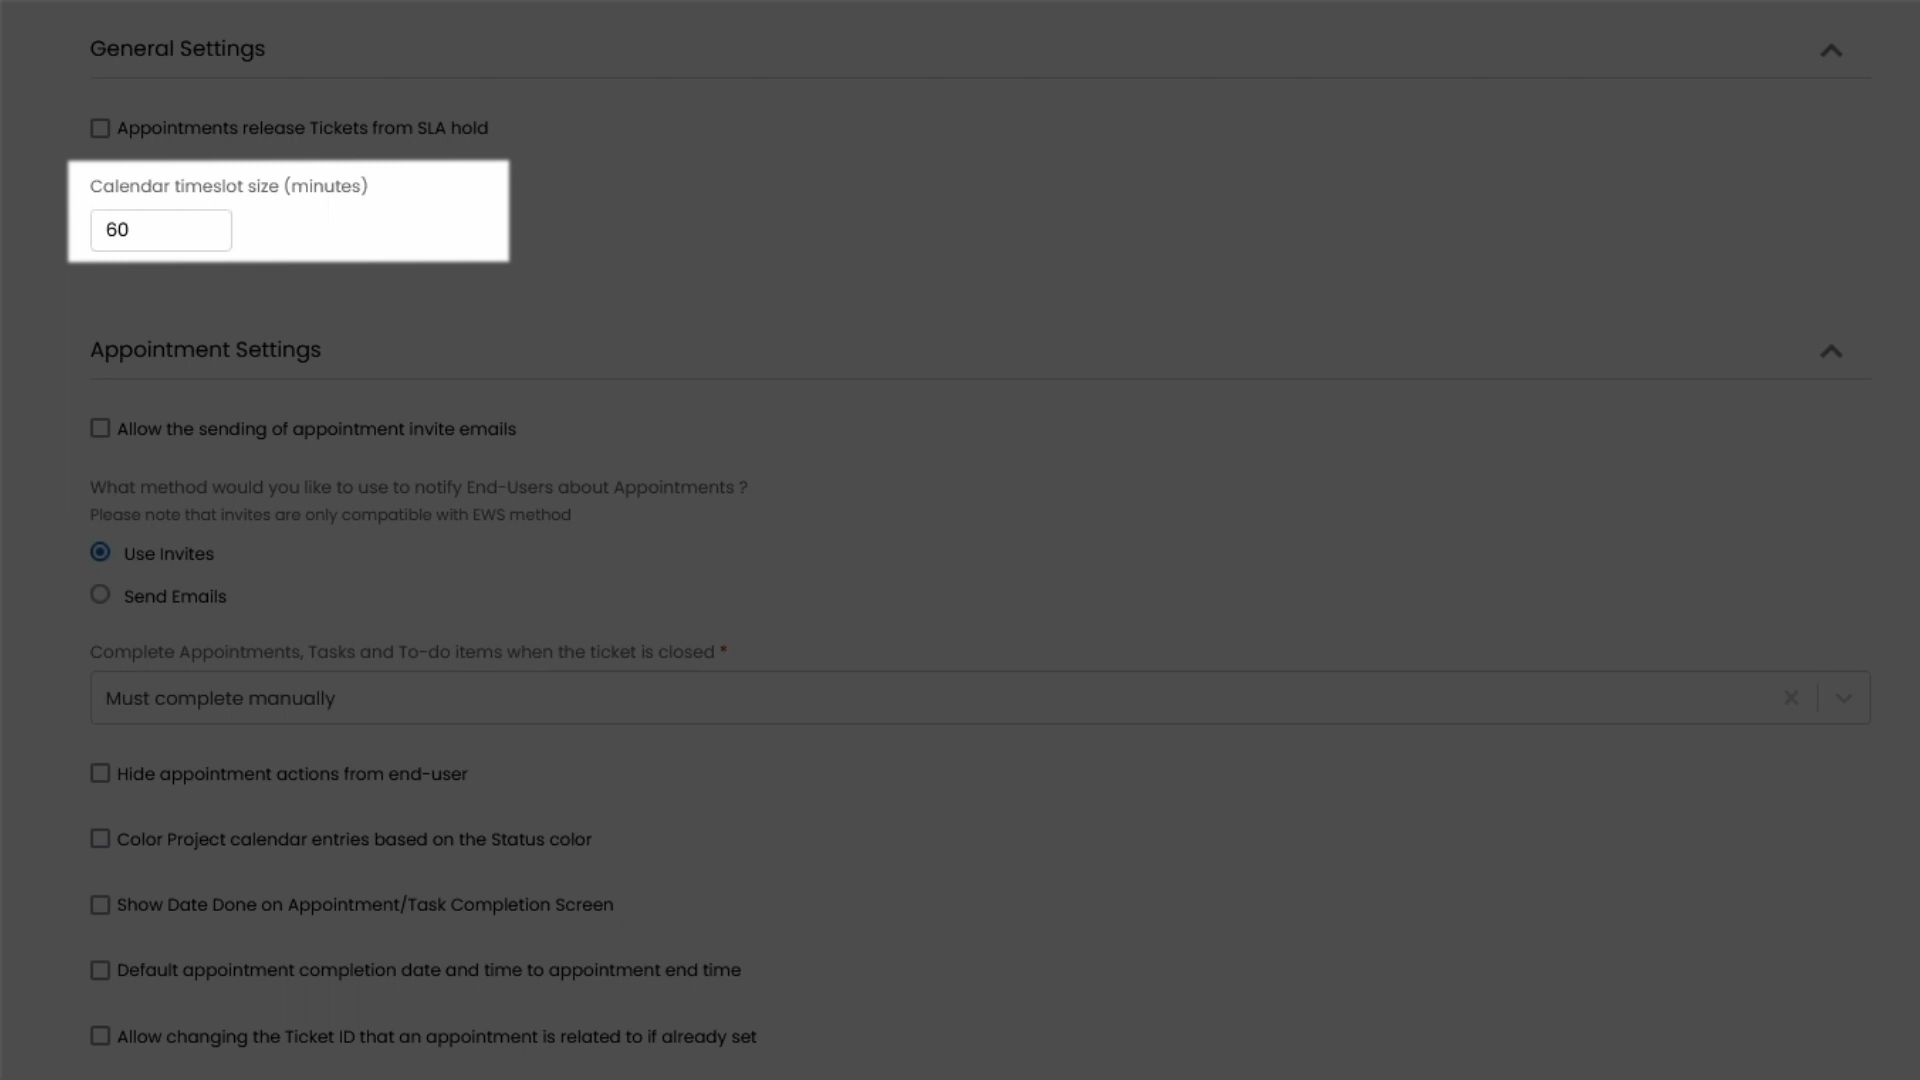 General Settings
Appointments release Tickets from SLA hold
Calendar timeslot size (minutes)
60
Appointment Settings
Allow the sending of appointment invite emails
What method would you like to use to notify End-Users about Appointments ?
Please note that invites are only compatible with EWS method
Use Invites
Send Emails
Complete Appointments, Tasks and To-do items when the ticket is closed *
Must complete manually
Hide appointment actions from end-user
Color Project calendar entries based on the Status color
Show Date Done on Appointment/Task Completion Screen
Default appointment completion date and time to appointment end time
Allow changing the Ticket ID that an appointment is related to if already set